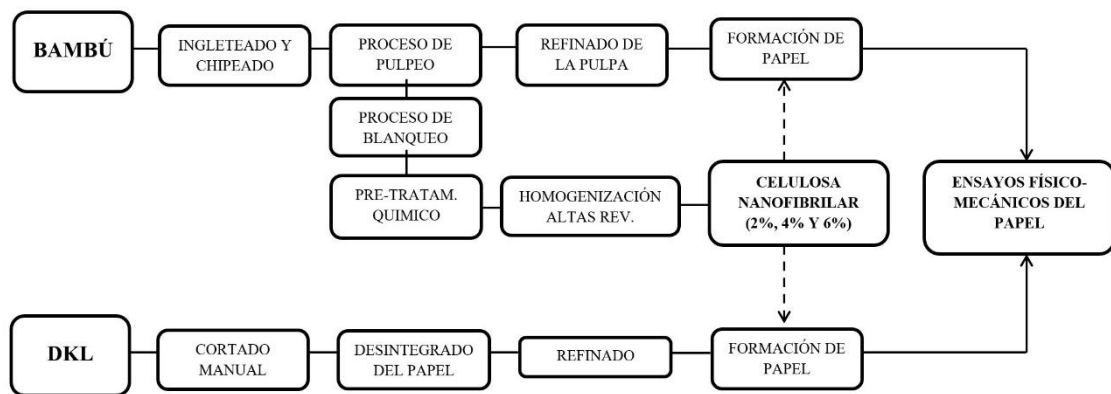 BAMBÚ
INGLETEADO Y
CHIPEADO
PROCESO DE
PULPEO
REFINADO DE
LA PULPA
FORMACIÓN DE
PAPEL
PROCESO DE
BLANQUEO
PRE-TRATAM.
QUIMICO
HOMOGENIZACIÓN
ALTAS REV.
CELULOSA
NANOFIBRILAR
(2%, 4% Y 6%)
ENSAYOS FÍSICO-
MECÁNICOS DEL
PAPEL
DKL
CORTADO
MANUAL
DESINTEGRADO
DEL PAPEL
REFINADO
FORMACIÓN DE
PAPEL